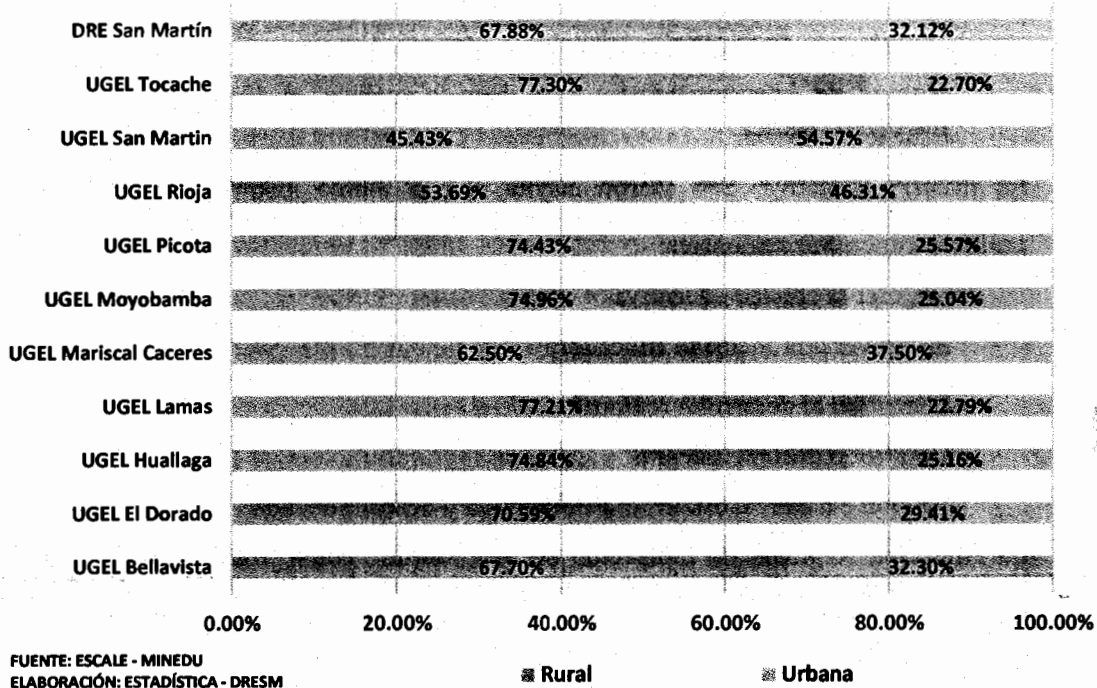 DRE San Martín 67.88% 32.12%
UGEL Tocache 77.30% 22.70%
UGEL San Martin 45.43% 54.57%
UGEL Rioja 53.69% 46.31%
UGEL Picota 74.43% 25.57%
UGEL Moyobamba 74.96% 25.04%
UGEL Mariscal Caceres 62.50% 37.50%
UGEL Lamas 77.21% 22.79%
UGEL Huallaga 74.84% 25.16%
UGEL El Dorado 70.59% 29.41%
UGEL Bellavista 67.70% 32.30%
0.00% 20.00% 40.00% 60.00% 80.00% 100.00%
FUENTE: ESCALE - MINEDU
ELABORACIÓN: ESTADÍSTICA - DRESM
Rural Urbana